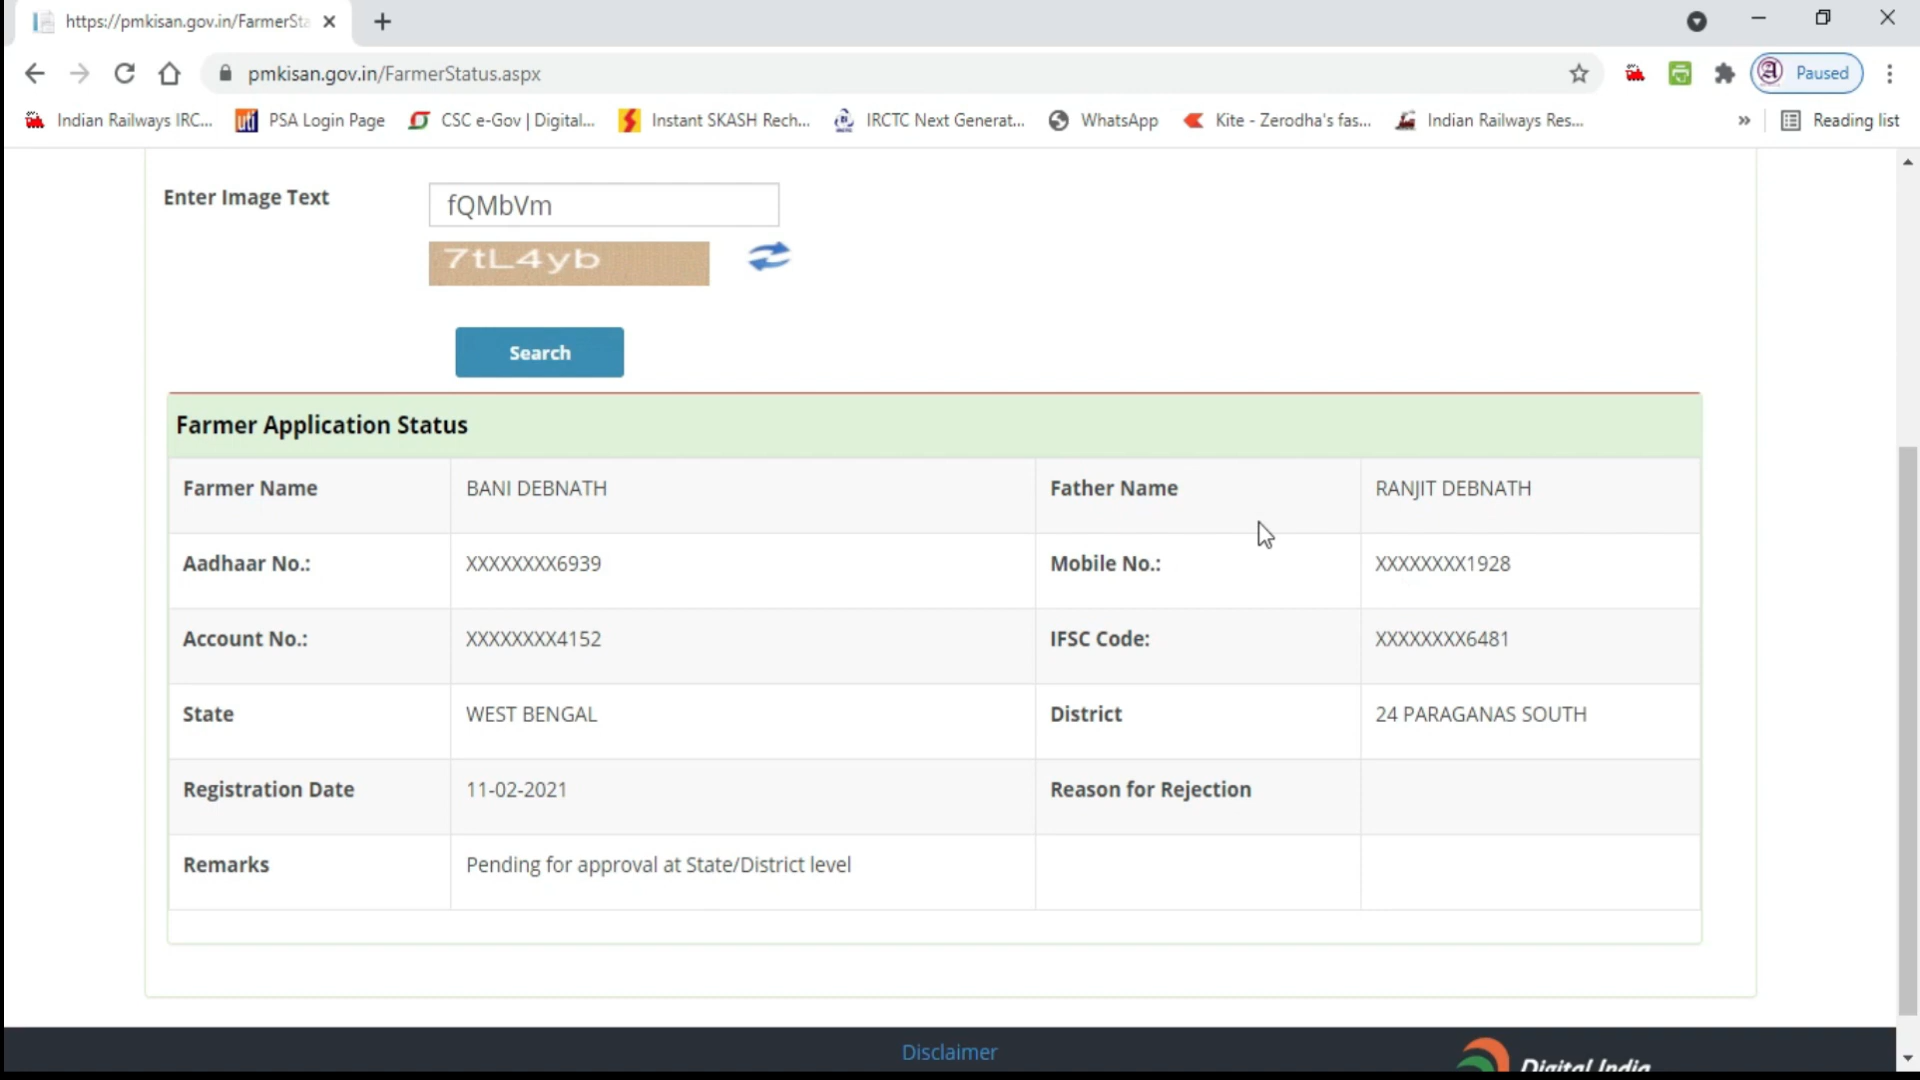 https://pmkisan.gov.in/FarmerSta
pmkisan.gov.in/FarmerStatus.aspx
Paused
Indian Railways IRC... PSA Login Page CSC e-Gov | Digital... Instant SKASH Rech... IRCTC Next Generat... WhatsApp Kite - Zerodha's fas... Indian Railways Res... » Reading list
Enter Image Text fQMbVm
7tL4yb
Search
Farmer Application Status
Farmer Name BANI DEBNATH Father Name RANJIT DEBNATH
Aadhaar No.: XXXXXXXX6939 Mobile No.: XXXXXXXX1928
Account No.: XXXXXXXX4152 IFSC Code: XXXXXXXX6481
State WEST BENGAL District 24 PARAGANAS SOUTH
Registration Date 11-02-2021 Reason for Rejection
Remarks Pending for approval at State/District level
Disclaimer
Digital India